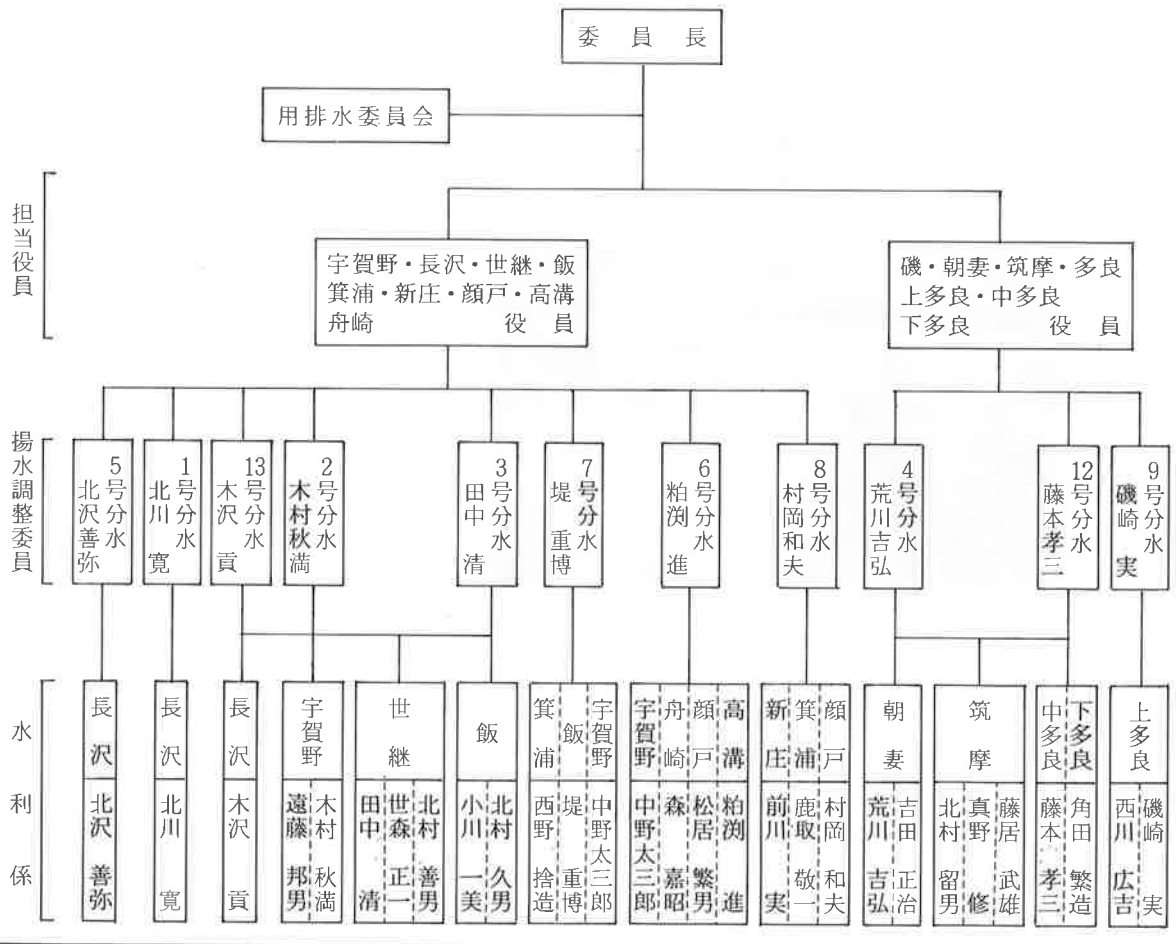 委員長
用排水委員会
担当役員
宇賀野・長沢・世継・飯
箕浦・新庄・顔戸・高溝
舟崎 役員
磯・朝妻・筑摩・多良
上多良・中多良
下多良 役員
揚水調整委員
5号分水
北沢善弥
1号分水
北川 寛
13号分水
木沢 貢
2号分水
木村秋満
3号分水
田中 清
7号分水
堤 重博
6号分水
粕渕 進
8号分水
村岡和夫
4号分水
荒川吉弘
12号分水
藤本孝三
9号分水
磯崎 実
水利係
長沢
北沢 善弥
長沢
北川 寛
長沢
木沢 貢
宇賀野
木村 秋満
遠藤 邦男
世継
北村 善男
世森 正一
田中 清
飯
北村 久男
小川 一美
宇賀野
中野太三郎
飯
堤 重博
箕浦
西野 捨造
高溝
粕渕 進
顔戸
松居 繁男
舟崎
森 嘉昭
宇賀野
中野太三郎
顔戸
村岡 和夫
箕浦
鹿取 敬一
新庄
前川 実
朝妻
吉田 正治
荒川 吉弘
筑摩
藤居 武雄
真野 修
北村 留男
下多良
角田 繁造
中多良
藤本 孝三
上多良
磯崎 実
西川 広吉